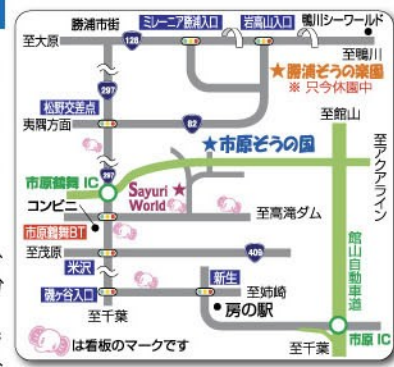 勝浦市街
ミレーニア勝浦入口
岩高山入口
鴨川シーワールド
至大原
128
至鴨川
★勝浦ぞうの楽園
※ 只今休園中
297
松野交差点
夷隅方面
82
至館山
★市原ぞうの国
至アクアライン
市原鶴舞 IC
297
Sayuri ★
World
コンビニ
至高滝ダム
市原鶴舞BT
至茂原
409
館山自動車道
米沢
新生
磯ヶ谷入口
至姉崎
房の駅
至千葉
市原 IC
至千葉
は看板のマークです